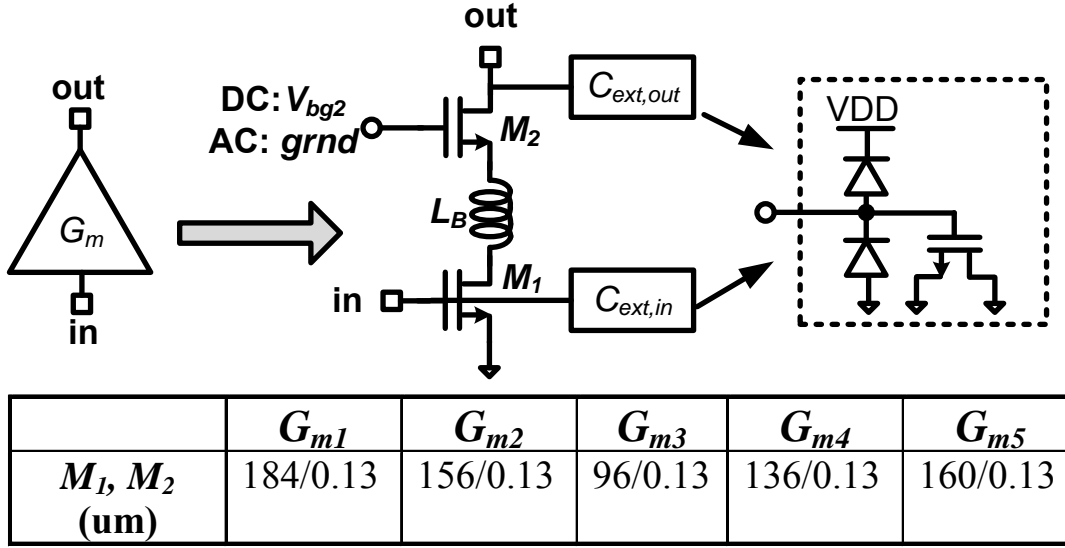 out
out
DC: V_bg2
AC: grnd
M_2
C_ext,out
VDD
G_m
L_B
in
in
M_1
C_ext,in
G_m1 G_m2 G_m3 G_m4 G_m5
M_1, M_2 (um) 184/0.13 156/0.13 96/0.13 136/0.13 160/0.13